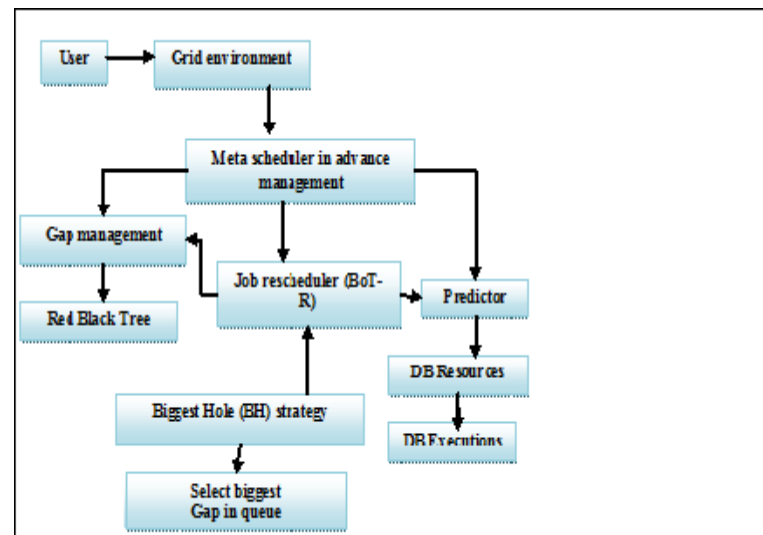 User
Grid environment
Meta scheduler in advance
management
Gap management
Job rescheduler (BoT-
R)
Predictor
Red Black Tree
DB Resources
Biggest Hole (BH) strategy
DB Executions
Select biggest
Gap in queue